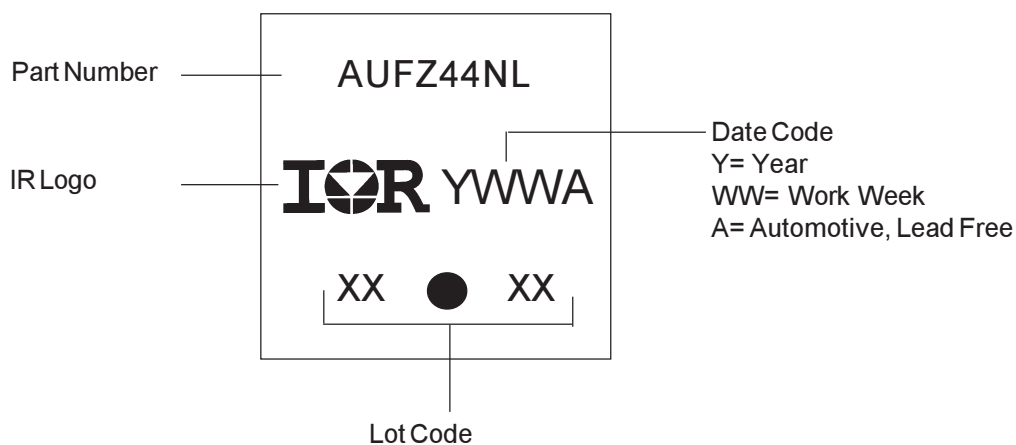 Part Number
AUFZ44NL
IR Logo
IOR YWWA
Date Code
Y= Year
WW= Work Week
A= Automotive, Lead Free
XX ● XX
Lot Code